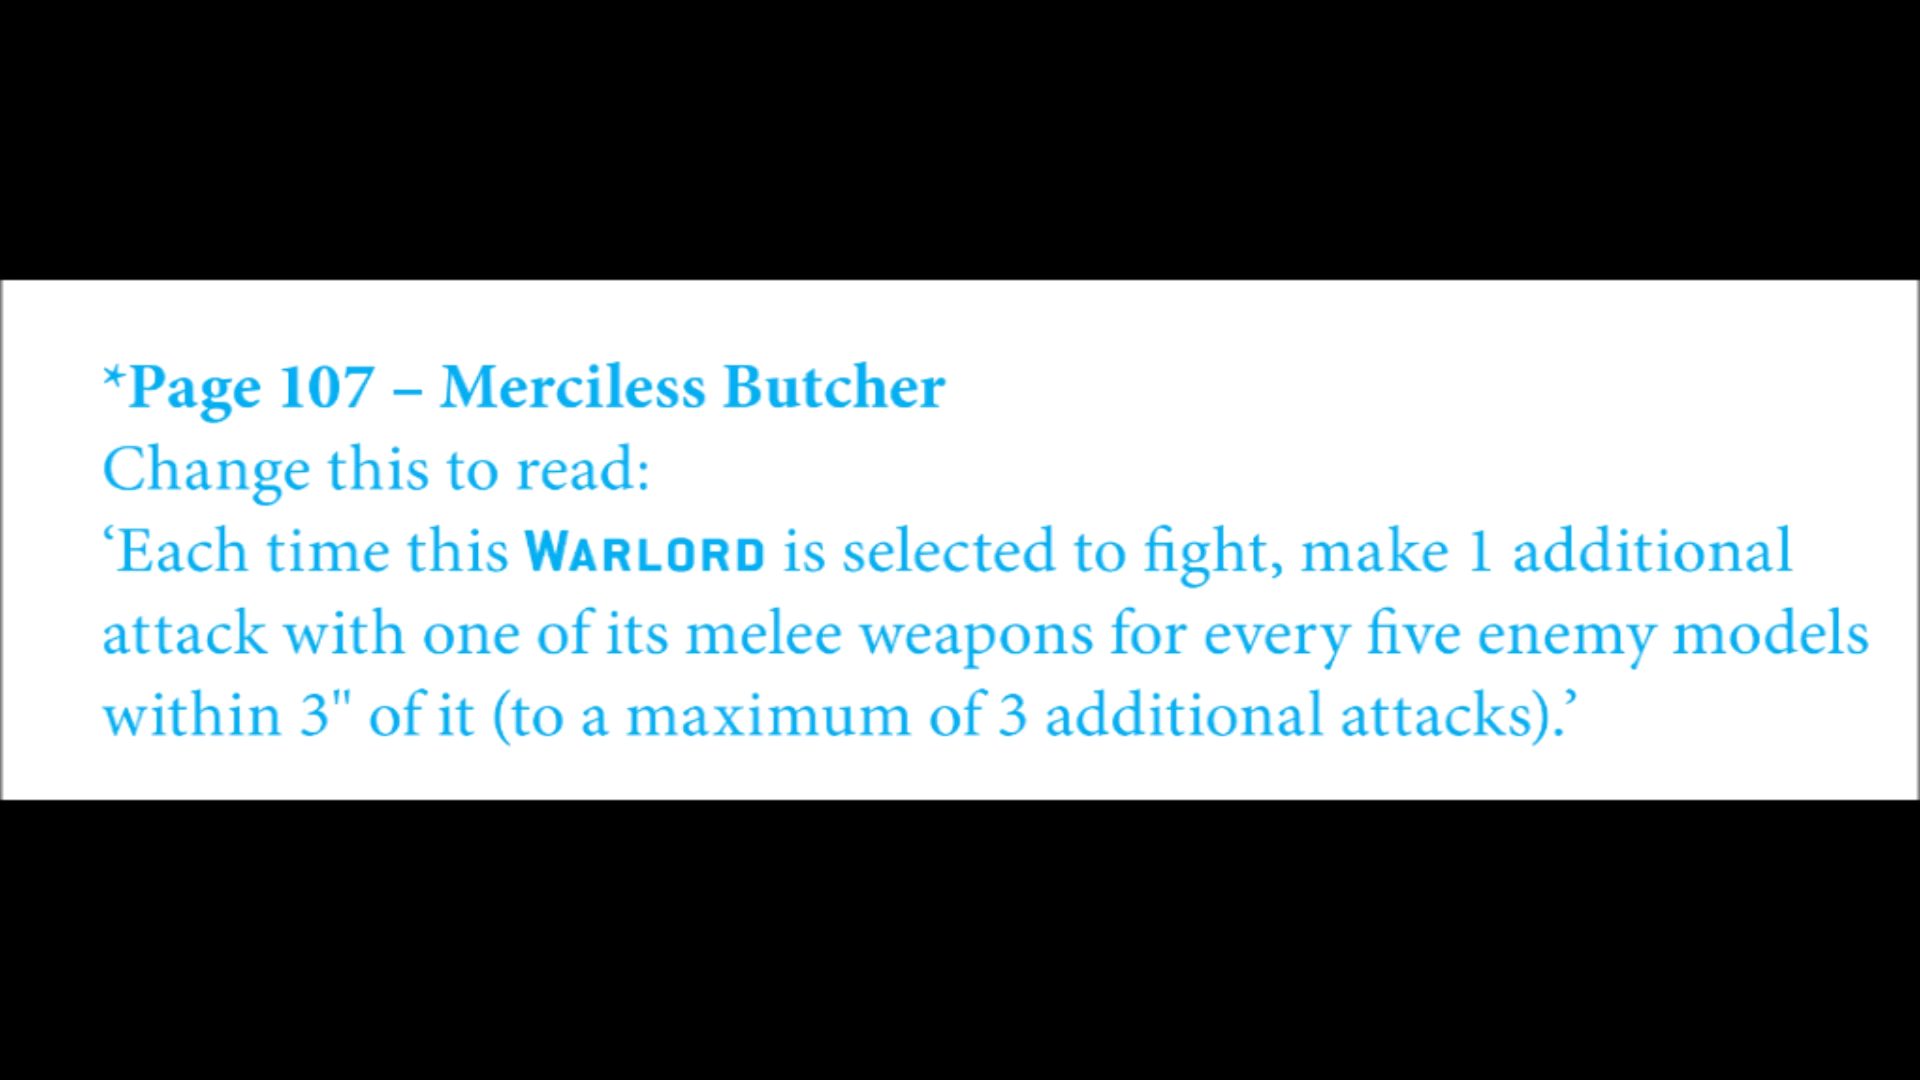 *Page 107 – Merciless Butcher
Change this to read:
‘Each time this WARLORD is selected to fight, make 1 additional
attack with one of its melee weapons for every five enemy models
within 3" of it (to a maximum of 3 additional attacks).’